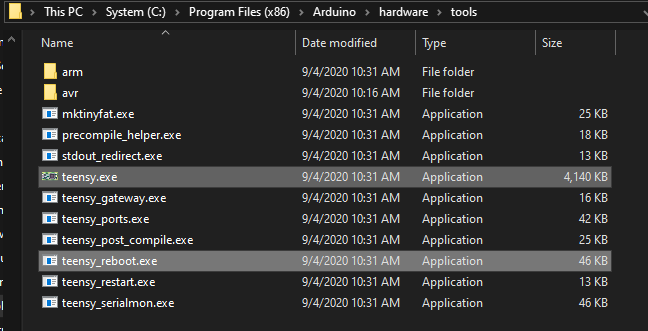 This PC > System (C:) > Program Files (x86) > Arduino > hardware > tools
Name Date modified Type Size
arm 9/4/2020 10:31 AM File folder
avr 9/4/2020 10:16 AM File folder
mktinyfat.exe 9/4/2020 10:31 AM Application 25 KB
precompile_helper.exe 9/4/2020 10:31 AM Application 18 KB
stdout_redirect.exe 9/4/2020 10:31 AM Application 13 KB
teensy.exe 9/4/2020 10:31 AM Application 4,140 KB
teensy_gateway.exe 9/4/2020 10:31 AM Application 16 KB
teensy_ports.exe 9/4/2020 10:31 AM Application 42 KB
teensy_post_compile.exe 9/4/2020 10:31 AM Application 25 KB
teensy_reboot.exe 9/4/2020 10:31 AM Application 46 KB
teensy_restart.exe 9/4/2020 10:31 AM Application 13 KB
teensy_serialmon.exe 9/4/2020 10:31 AM Application 46 KB